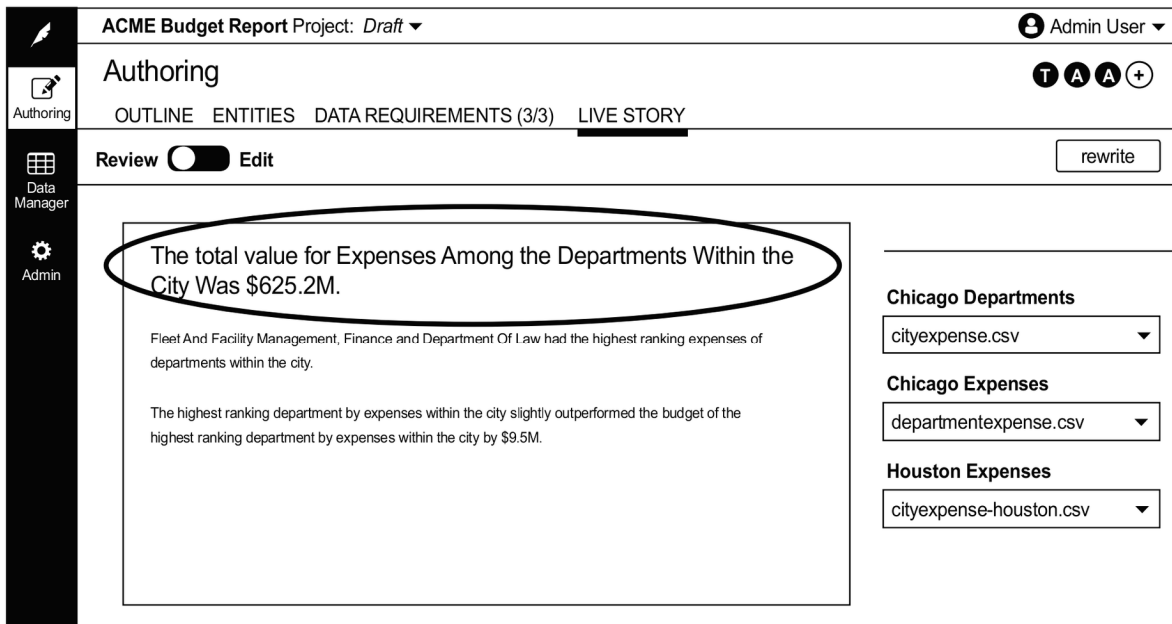 ACME Budget Report Project: Draft
Admin User
Authoring
T A A +
Authoring
OUTLINE ENTITIES DATA REQUIREMENTS (3/3) LIVE STORY
Review Edit
rewrite
Data
Manager
Admin
The total value for Expenses Among the Departments Within the
City Was $625.2M.
Fleet And Facility Management, Finance and Department Of Law had the highest ranking expenses of
departments within the city.
The highest ranking department by expenses within the city slightly outperformed the budget of the
highest ranking department by expenses within the city by $9.5M.
Chicago Departments
cityexpense.csv
Chicago Expenses
departmentexpense.csv
Houston Expenses
cityexpense-houston.csv